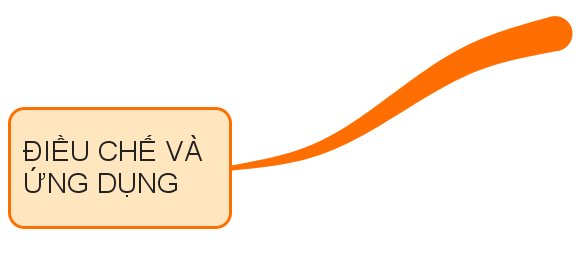 ĐIỀU CHẾ VÀ
ỨNG DỤNG